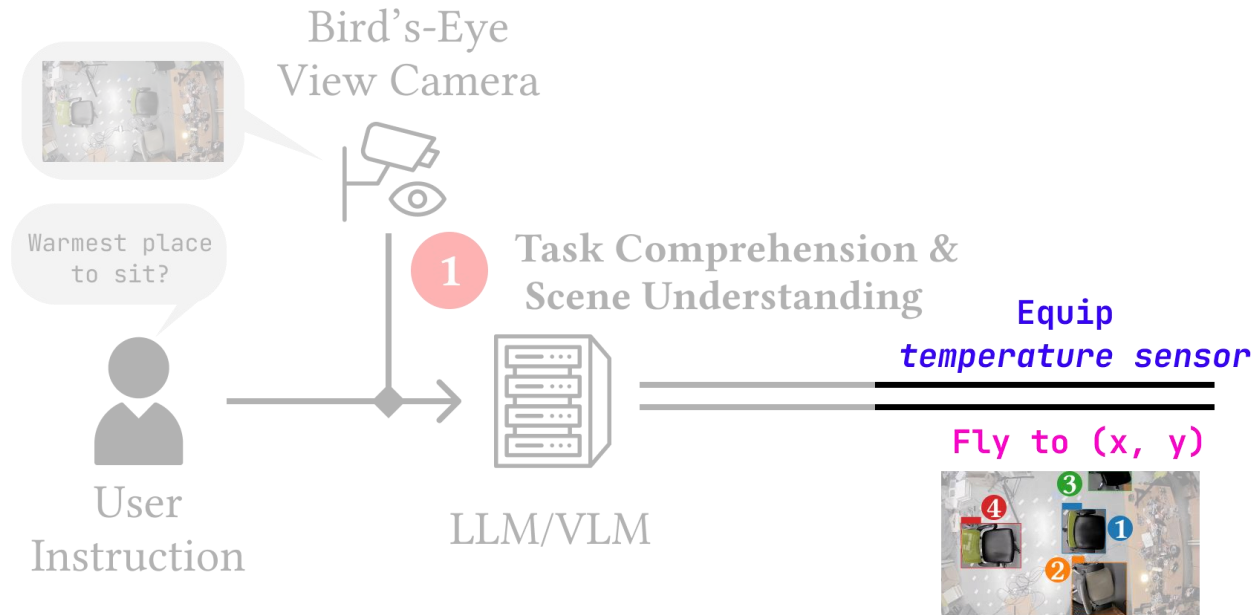 Bird’s-Eye
View Camera
Warmest place
to sit?
1
Task Comprehension &
Scene Understanding
Equip
temperature sensor
Fly to (x, y)
User
Instruction
LLM/VLM
3
4
1
2